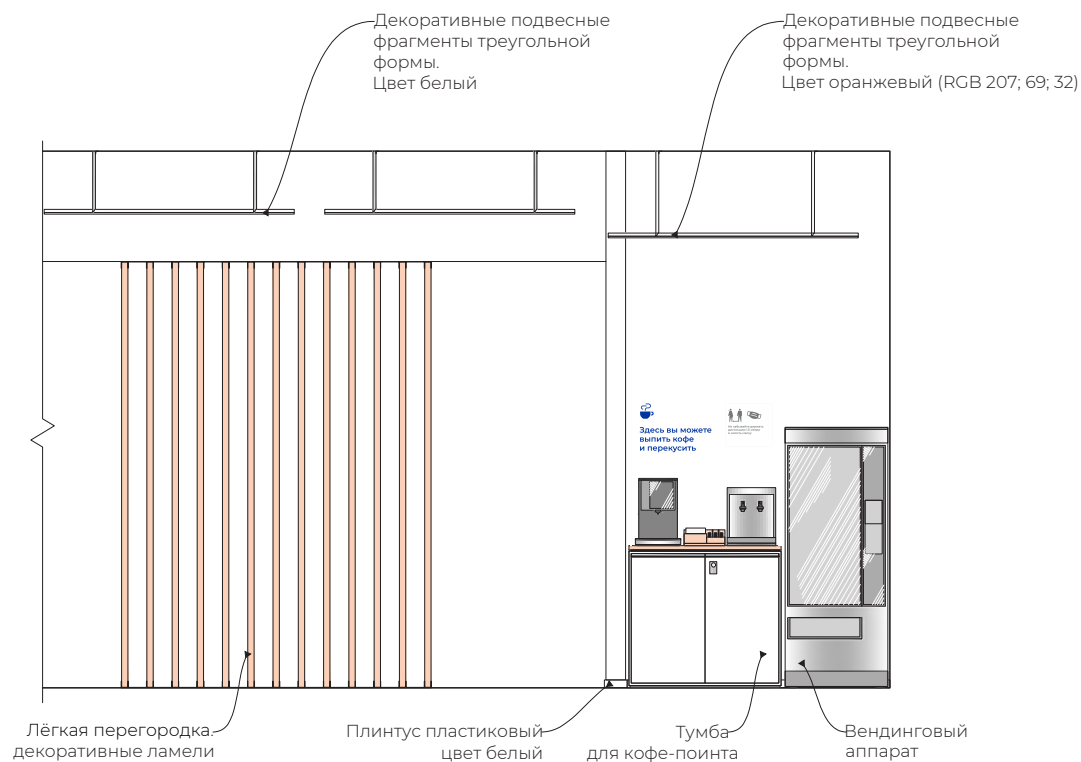 Декоративные подвесные
фрагменты треугольной
формы.
Цвет белый
Декоративные подвесные
фрагменты треугольной
формы.
Цвет оранжевый (RGB 207; 69; 32)
Здесь вы можете
выпить кофе
и перекусить
Лёгкая перегородка.
декоративные ламели
Плинтус пластиковый
цвет белый
Тумба
для кофе-поинта
Вендинговый
аппарат